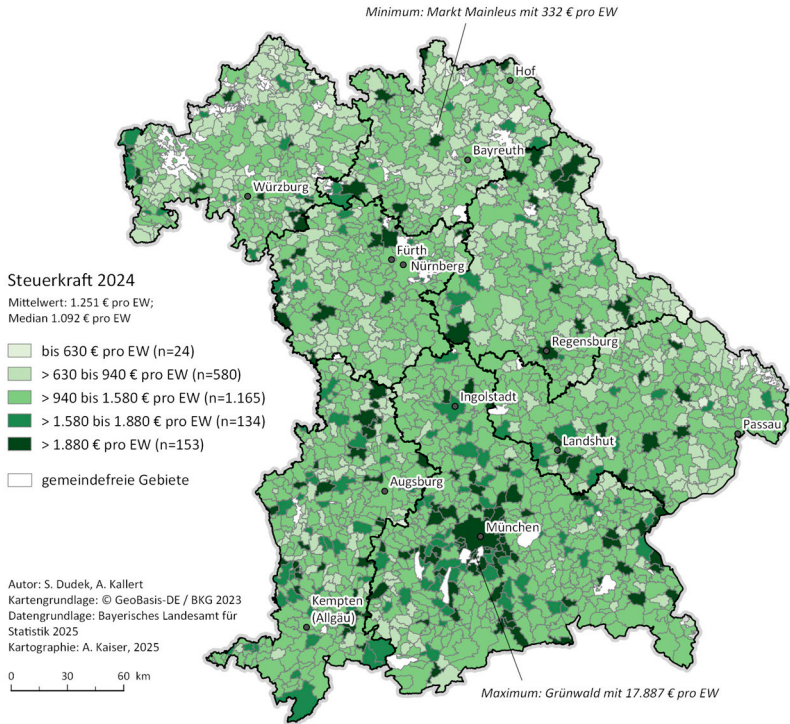 Minimum: Markt Mainleus mit 332 € pro EW
Hof
Bayreuth
Würzburg
Fürth
Nürnberg
Steuerkraft 2024
Mittelwert: 1.251 € pro EW;
Median 1.092 € pro EW
bis 630 € pro EW (n=24)
> 630 bis 940 € pro EW (n=580)
> 940 bis 1.580 € pro EW (n=1.165)
> 1.580 bis 1.880 € pro EW (n=134)
> 1.880 € pro EW (n=153)
gemeindefreie Gebiete
Regensburg
Ingolstadt
Landshut
Passau
Augsburg
München
Kempten
(Allgäu)
Autor: S. Dudek, A. Kallert
Kartengrundlage: © GeoBasis-DE / BKG 2023
Datengrundlage: Bayerisches Landesamt für
Statistik 2025
Kartographie: A. Kaiser, 2025
0 30 60 km
Maximum: Grünwald mit 17.887 € pro EW